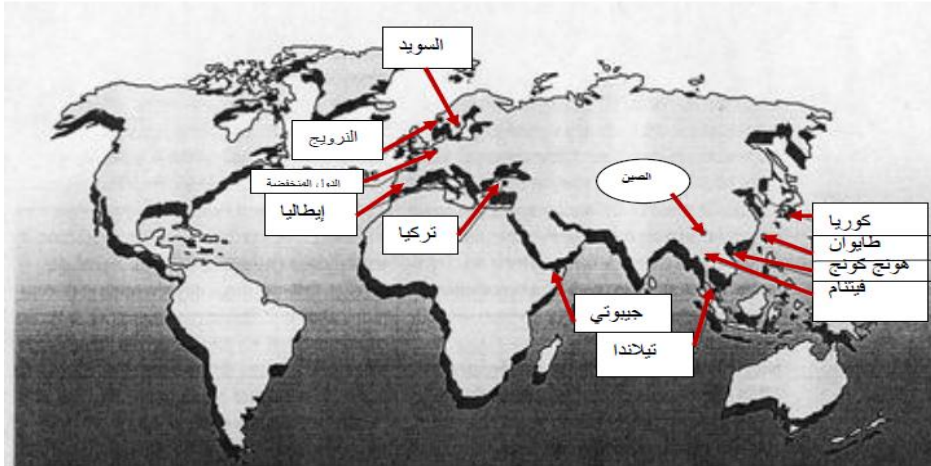 السويد
النرويج
الدول المنخفضة
إيطاليا
تركيا
الصين
كوريا
طايوان
هونج كونج
فيتنام
جيبوتي
تيلاندا